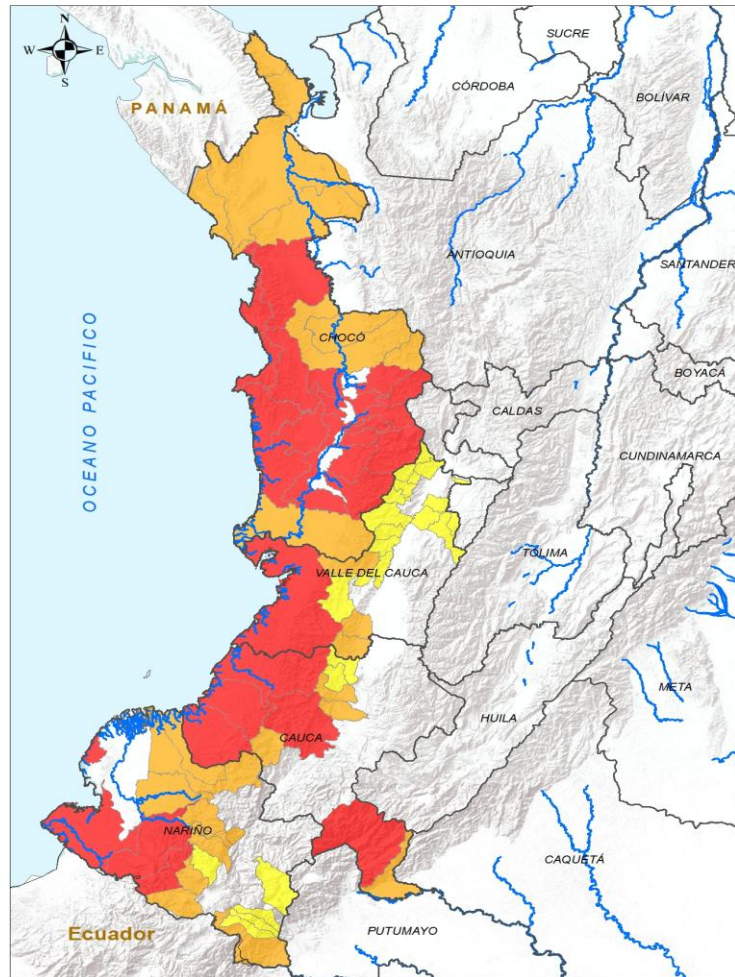 SUCRE
N
W E
S
CÓRDOBA
BOLÍVAR
PANAMÁ
ANTIOQUIA
SANTANDER
OCEANO PACIFICO
CHOCÓ
BOYACÁ
CALDAS
CUNDINAMARCA
TOLIMA
VALLE DEL CAUCA
META
HUILA
CAUCA
NARIÑO
CAQUETÁ
PUTUMAYO
Ecuador